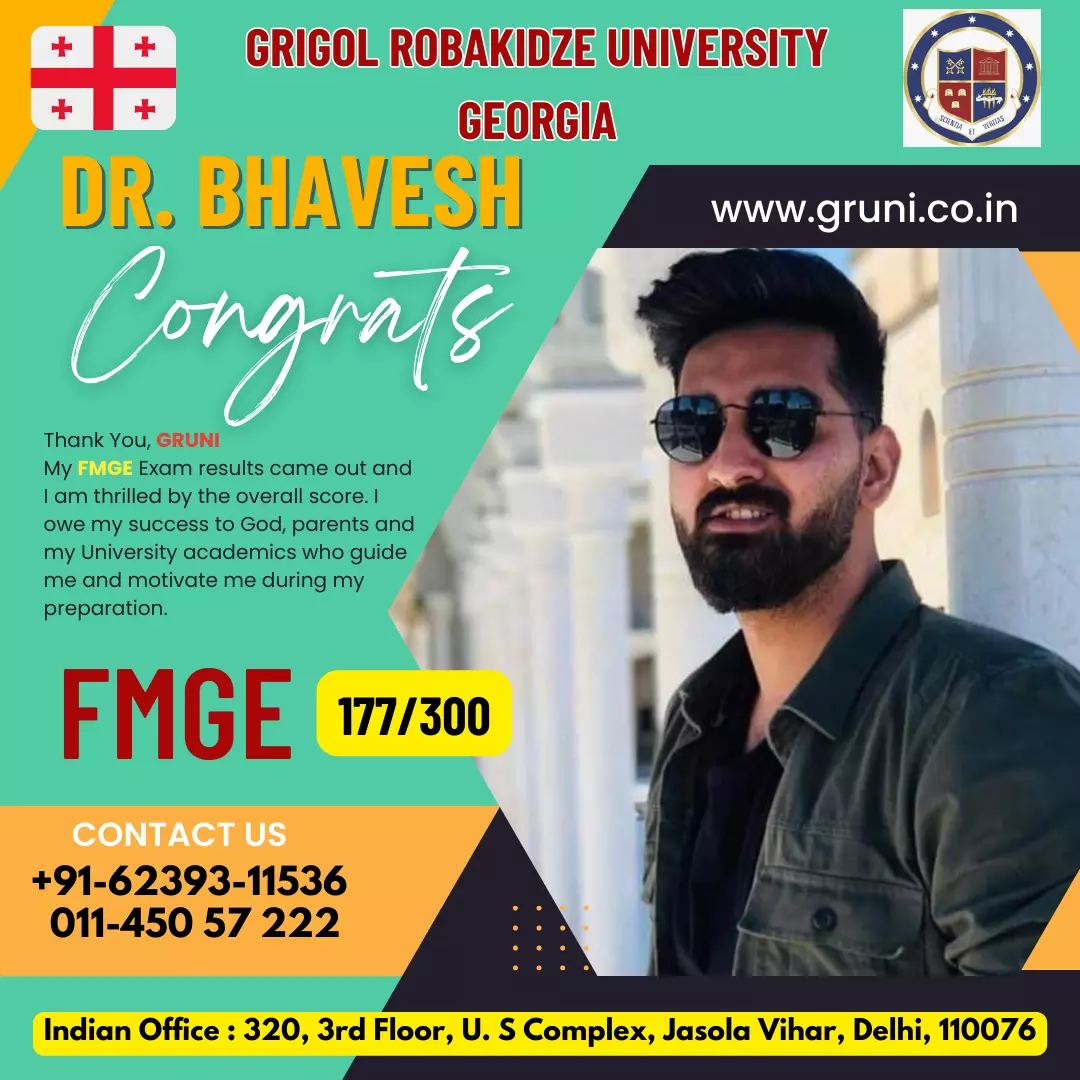 GRIGOL ROBAKIDZE UNIVERSITY
GEORGIA
SCIENTIA ET VERITAS
DR. BHAVESH
www.gruni.co.in
Congrats
Thank You, GRUNI
My FMGE Exam results came out and
I am thrilled by the overall score. I
owe my success to God, parents and
my University academics who guide
me and motivate me during my
preparation.
FMGE
177/300
CONTACT US
+91-62393-11536
011-450 57 222
Indian Office : 320, 3rd Floor, U. S Complex, Jasola Vihar, Delhi, 110076